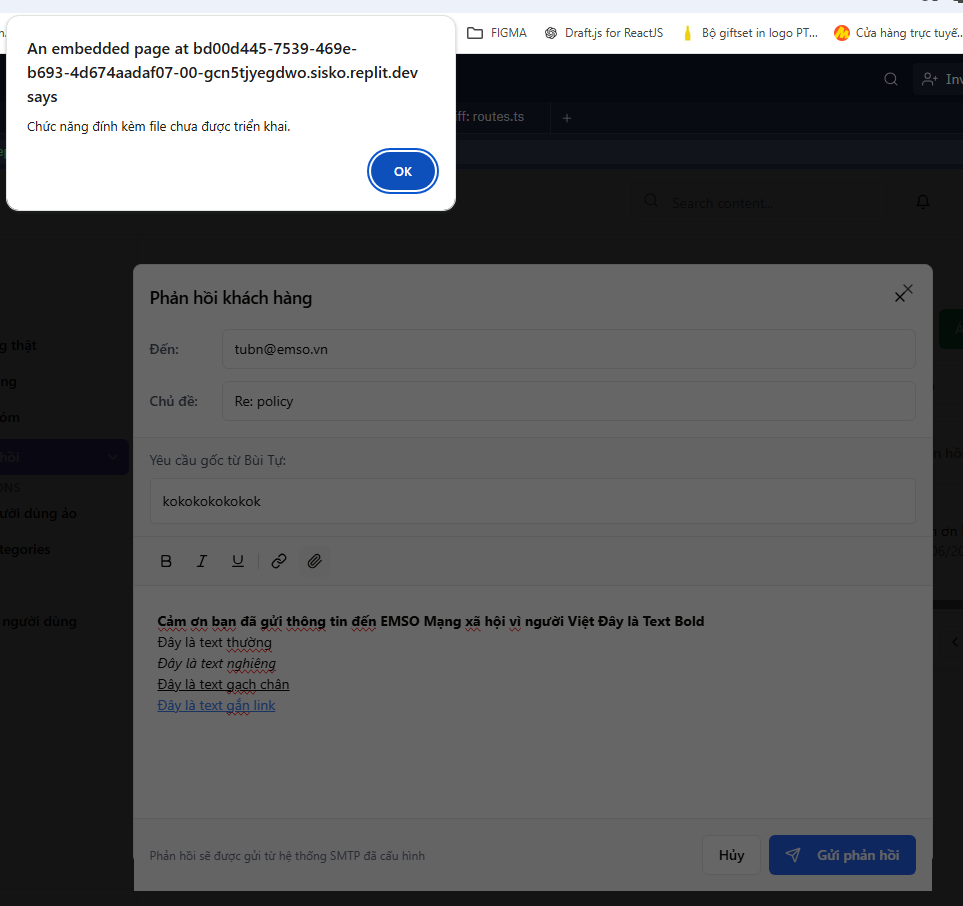 An embedded page at bd00d445-7539-469e-
b693-4d674aadaf07-00-gcn5tjyegdwo.sisko.replit.dev
says
Chức năng đính kèm file chưa được triển khai.
OK
FIGMA
Draft.js for ReactJS
Bộ giftset in logo PT...
Cửa hàng trực tuyế...
Inv
iff: routes.ts
+
Search content...
Phản hồi khách hàng
Đến:
tubn@emso.vn
Chủ đề:
Re: policy
Yêu cầu gốc từ Bùi Tự:
kokokokokokok
B I U
Cảm ơn bạn đã gửi thông tin đến EMSO Mạng xã hội vì người Việt Đây là Text Bold
Đây là text thường
Đây là text nghiêng
Đây là text gạch chân
Đây là text gắn link
Phản hồi sẽ được gửi từ hệ thống SMTP đã cấu hình
Hủy
Gửi phản hồi
g thật
ng
óm
hồi
ONS
ười dùng ảo
tegories
người dùng